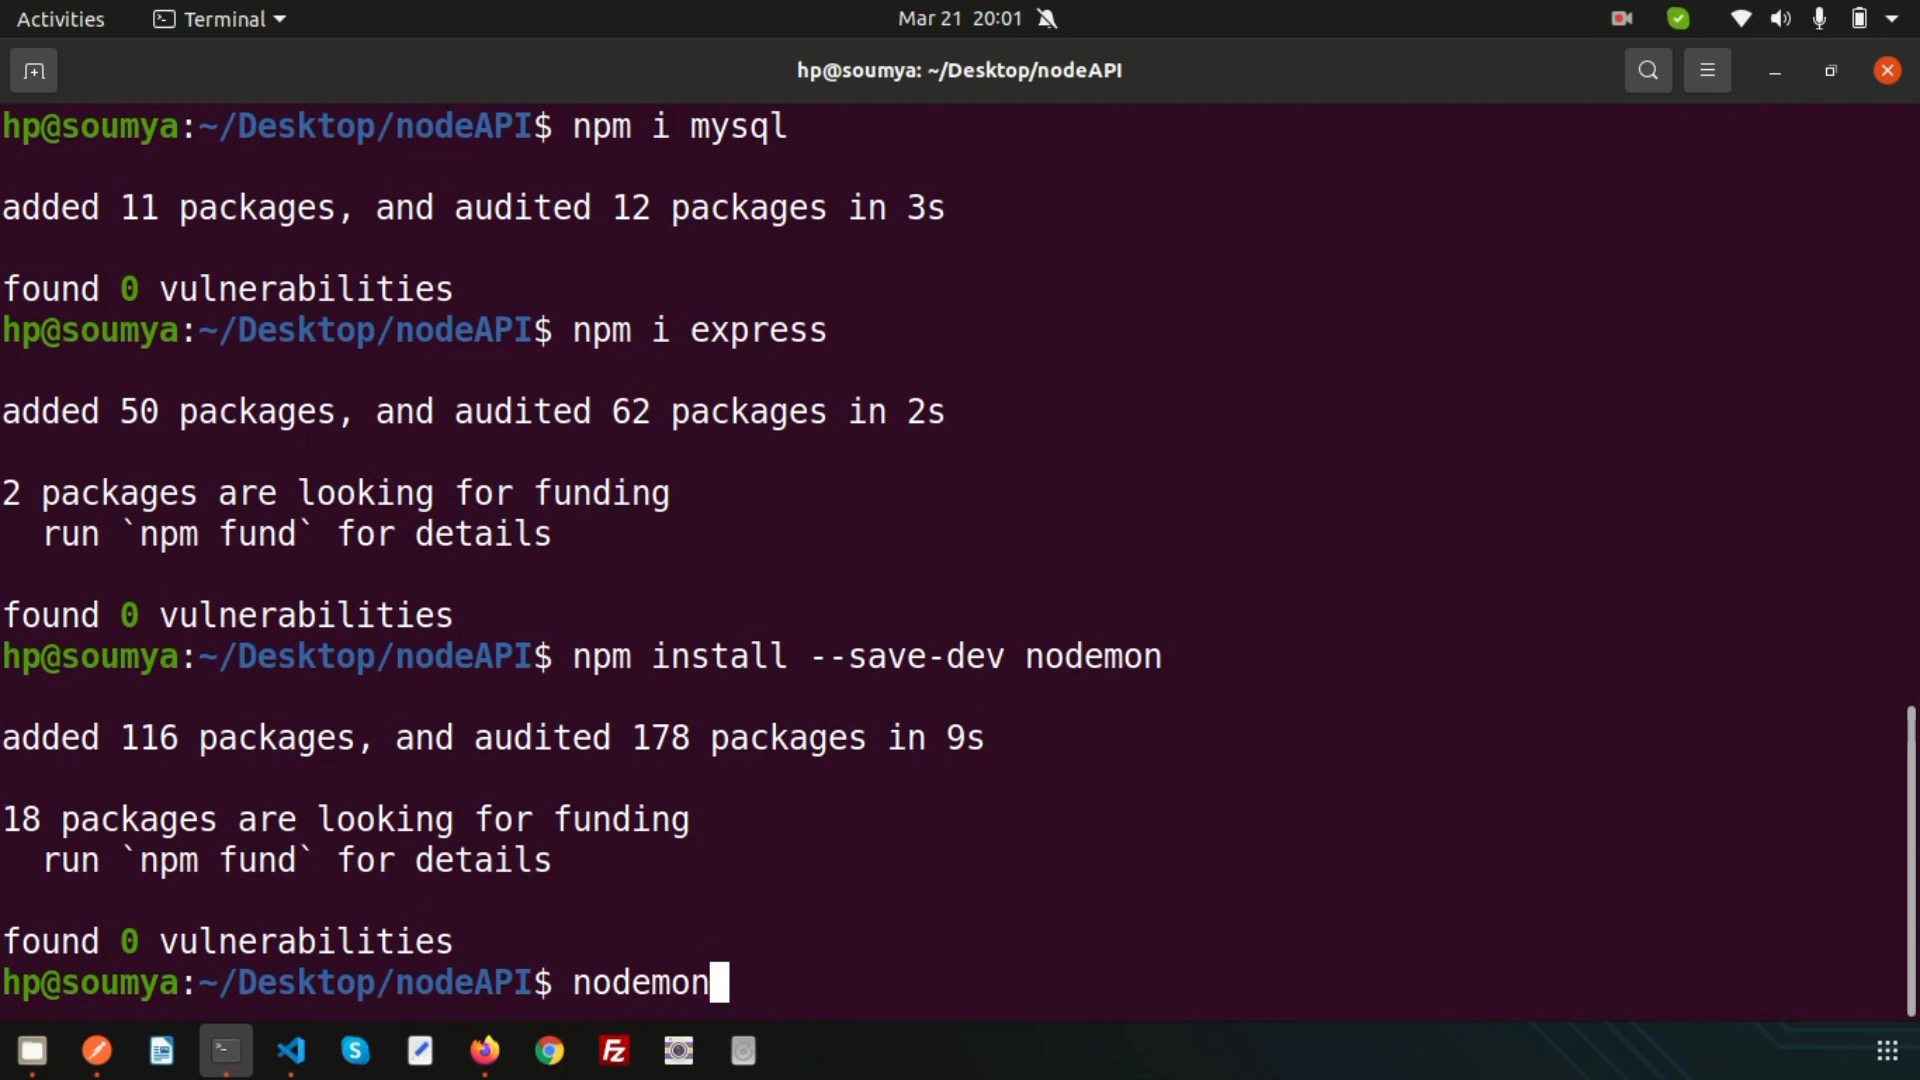 Activities Terminal Mar 21 20:01
hp@soumya: ~/Desktop/nodeAPI
hp@soumya:~/Desktop/nodeAPI$ npm i mysql
added 11 packages, and audited 12 packages in 3s
found 0 vulnerabilities
hp@soumya:~/Desktop/nodeAPI$ npm i express
added 50 packages, and audited 62 packages in 2s
2 packages are looking for funding
  run `npm fund` for details
found 0 vulnerabilities
hp@soumya:~/Desktop/nodeAPI$ npm install --save-dev nodemon
added 116 packages, and audited 178 packages in 9s
18 packages are looking for funding
  run `npm fund` for details
found 0 vulnerabilities
hp@soumya:~/Desktop/nodeAPI$ nodemon